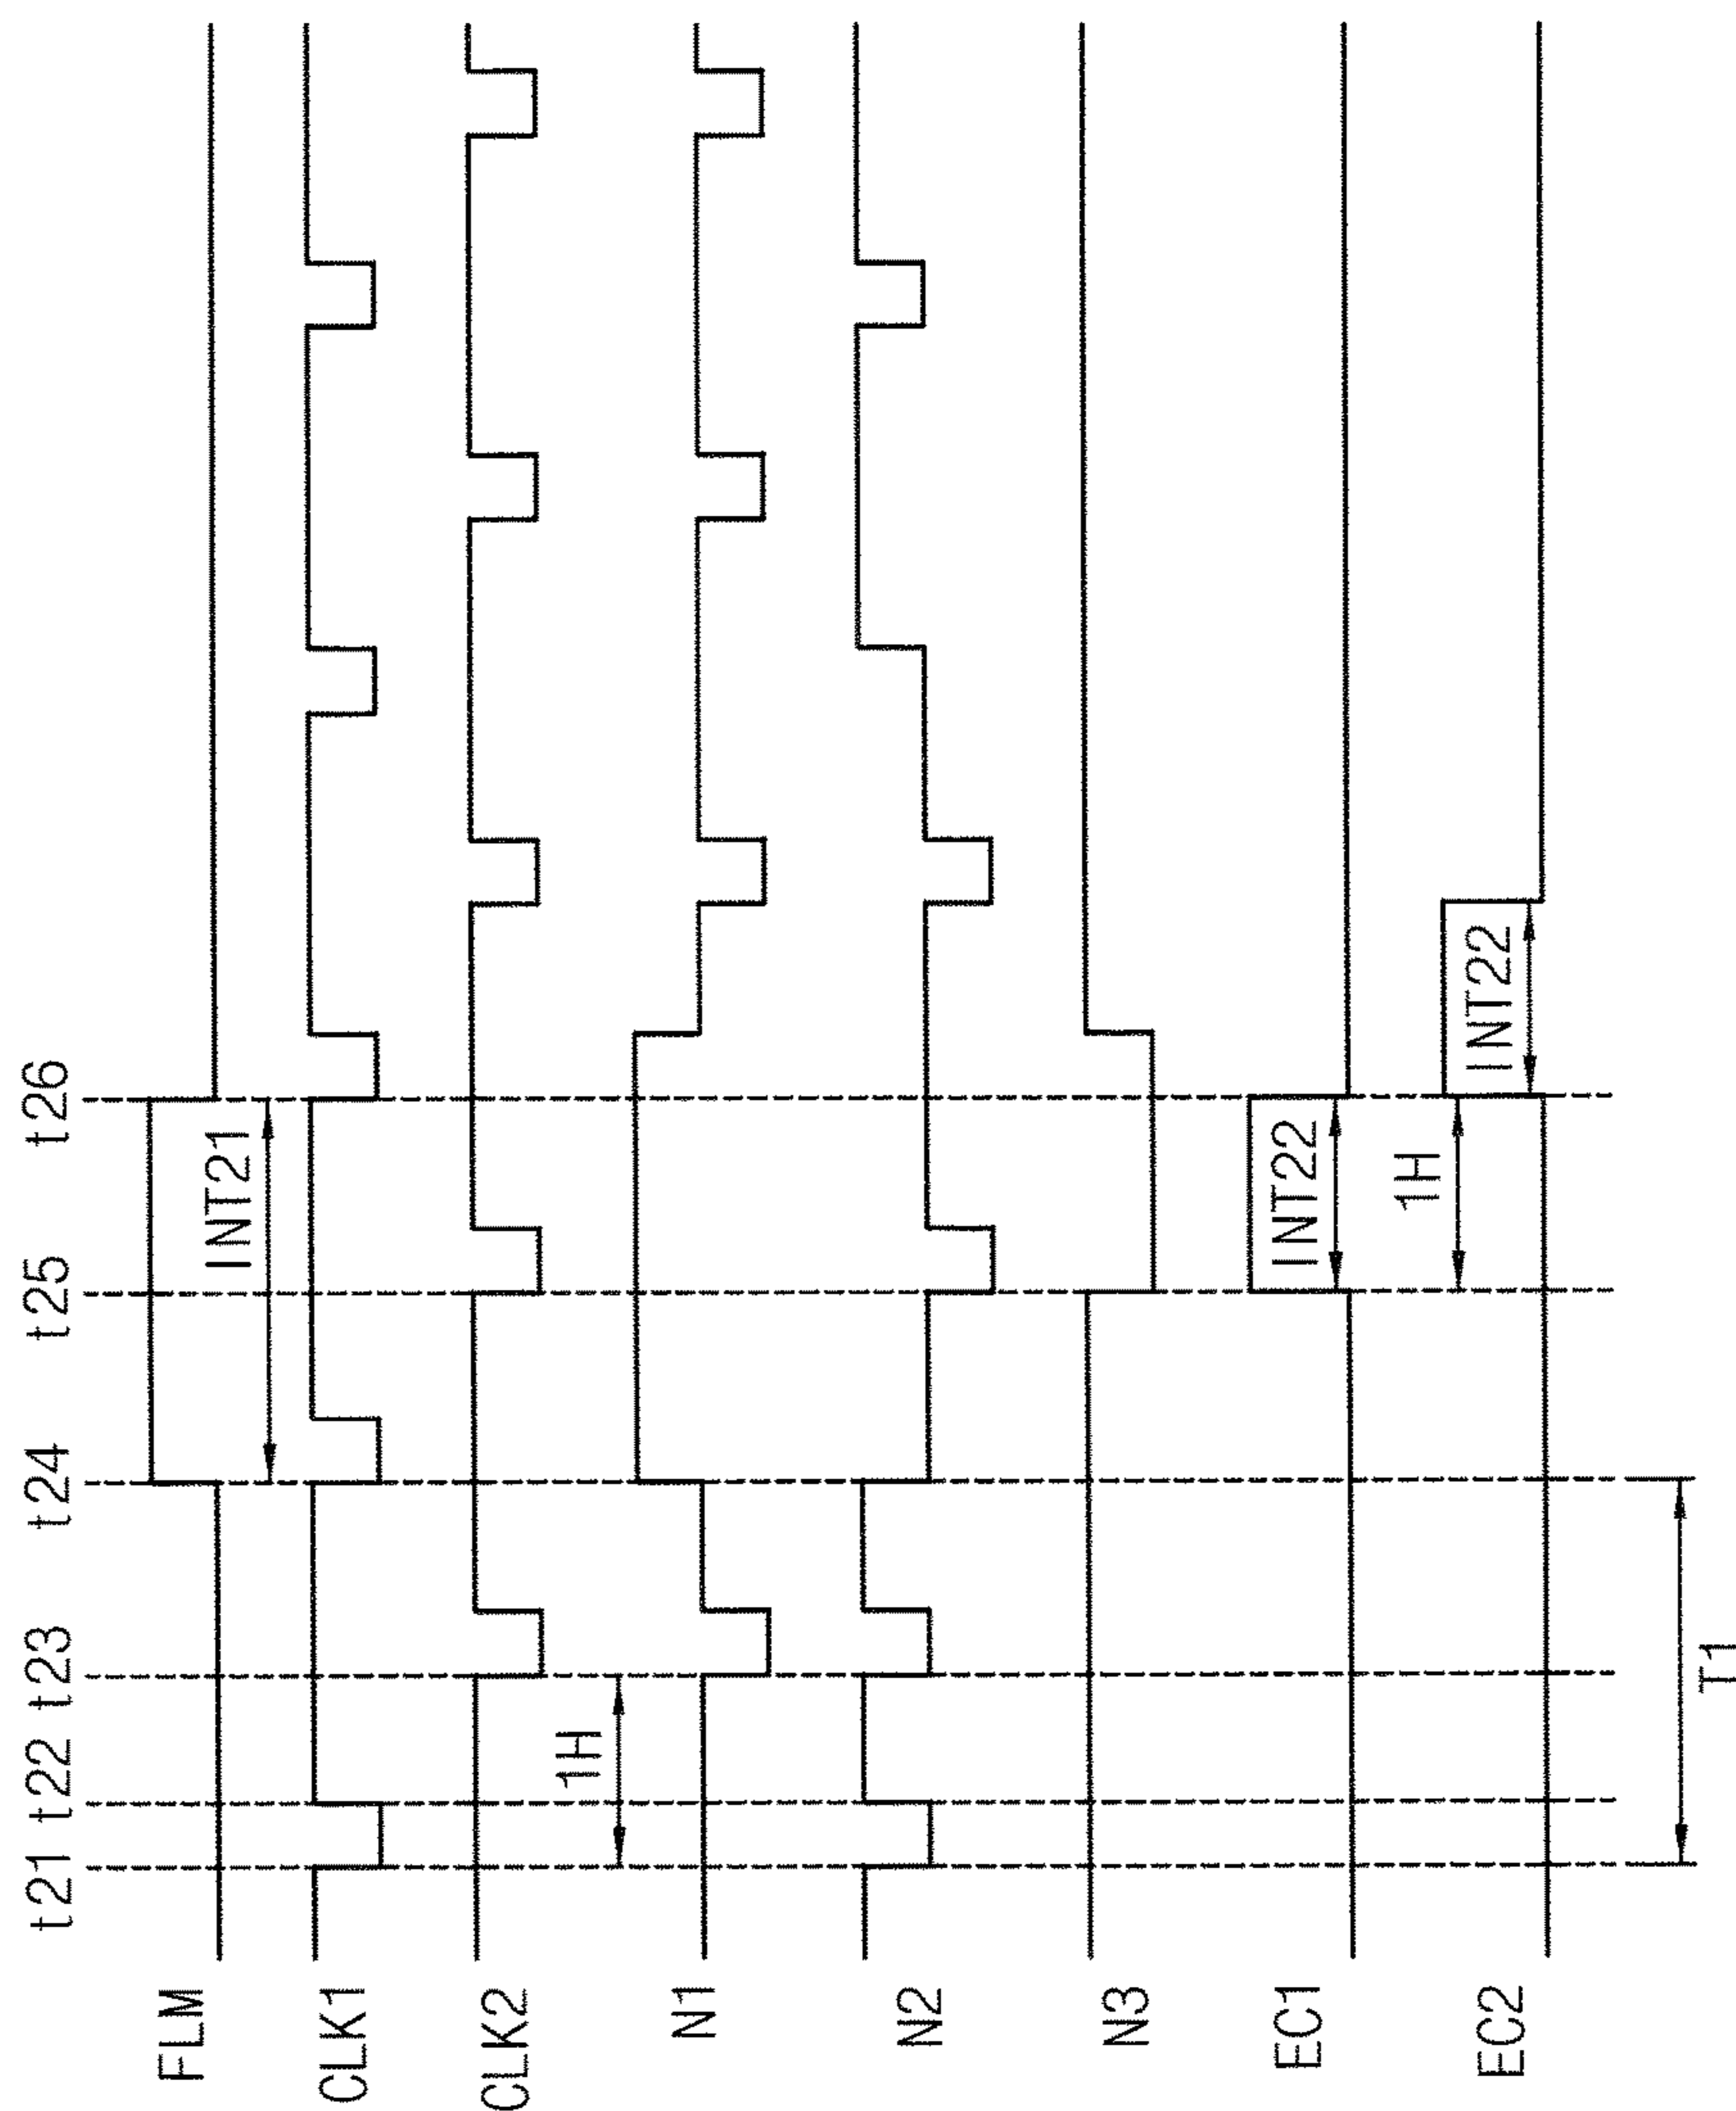 t21 t22 t23 t24 t25 t26
FLM
INT21
CLK1
CLK2
1H
N1
N2
N3
EC1
INT22
1H
EC2
INT22
T1